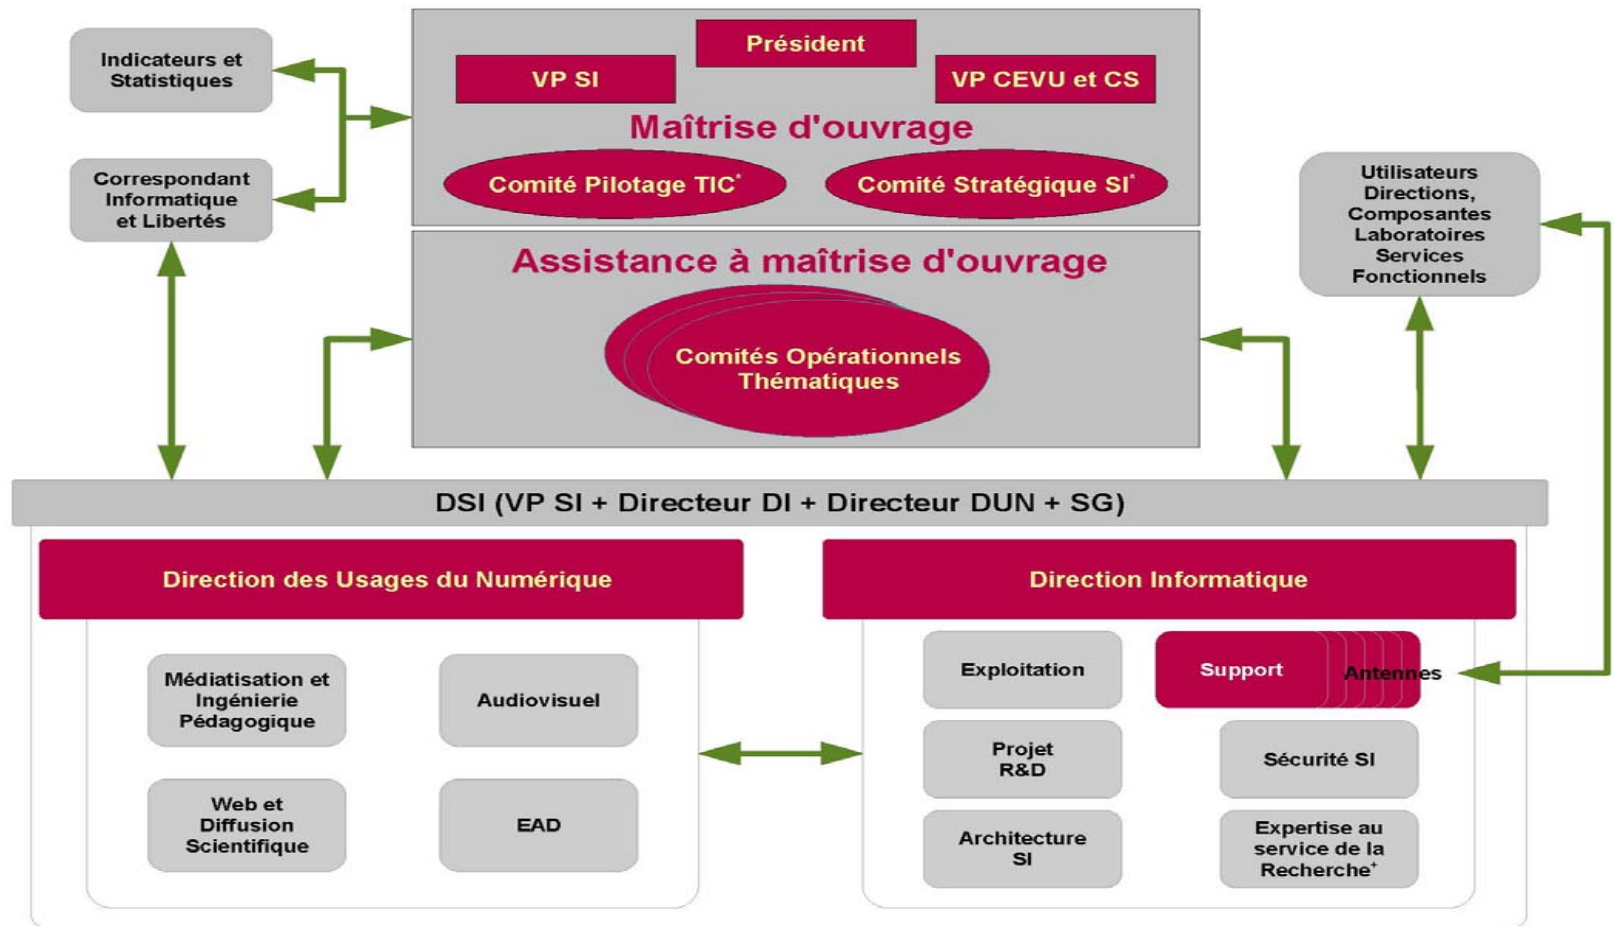 Président
VP SI
VP CEVU et CS
Maîtrise d'ouvrage
Comité Pilotage TIC*
Comité Stratégique SI*
Indicateurs et
Statistiques
Correspondant
Informatique
et Libertés
Utilisateurs
Directions,
Composantes
Laboratoires
Services
Fonctionnels
Assistance à maîtrise d'ouvrage
Comités Opérationnels
Thématiques
DSI (VP SI + Directeur DI + Directeur DUN + SG)
Direction des Usages du Numérique
Médiatisation et
Ingénierie
Pédagogique
Audiovisuel
Web et
Diffusion
Scientifique
EAD
Direction Informatique
Exploitation
Support
Antennes
Projet
R&D
Sécurité SI
Architecture
SI
Expertise au
service de la
Recherche+